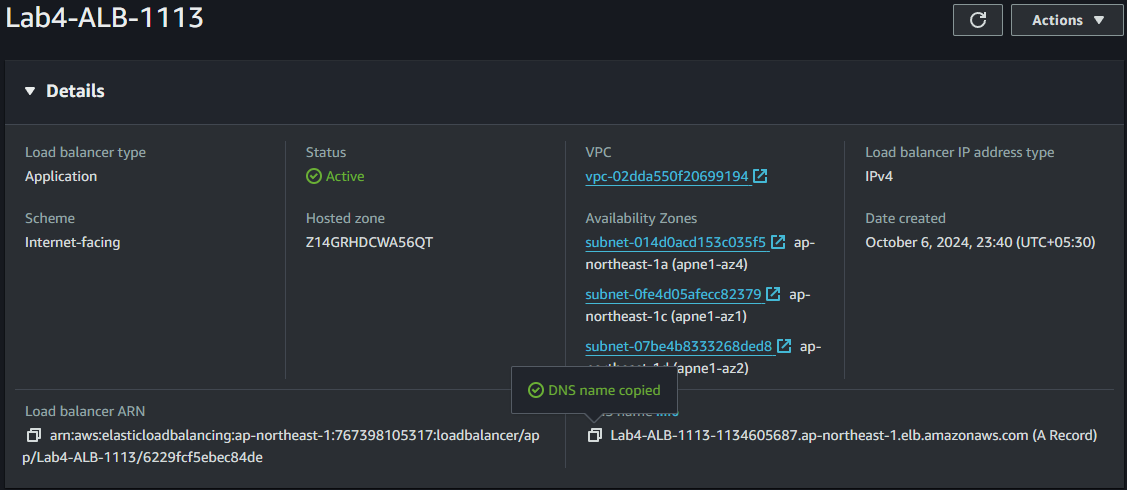 Lab4-ALB-1113
Actions
Details
Load balancer type
Application
Status
Active
VPC
vpc-02dda550f20699194
Load balancer IP address type
IPv4
Scheme
Internet-facing
Hosted zone
Z14GRHDCWA56QT
Availability Zones
subnet-014d0acd153c035f5 ap-
northeast-1a (apne1-az4)
subnet-0fe4d05afecc82379 ap-
northeast-1c (apne1-az1)
subnet-07be4b8333268ded8 ap-
northeast-1d (apne1-az2)
Date created
October 6, 2024, 23:40 (UTC+05:30)
DNS name copied
Load balancer ARN
arn:aws:elasticloadbalancing:ap-northeast-1:767398105317:loadbalancer/ap
p/Lab4-ALB-1113/6229fcf5ebec84de
Lab4-ALB-1113-1134605687.ap-northeast-1.elb.amazonaws.com (A Record)